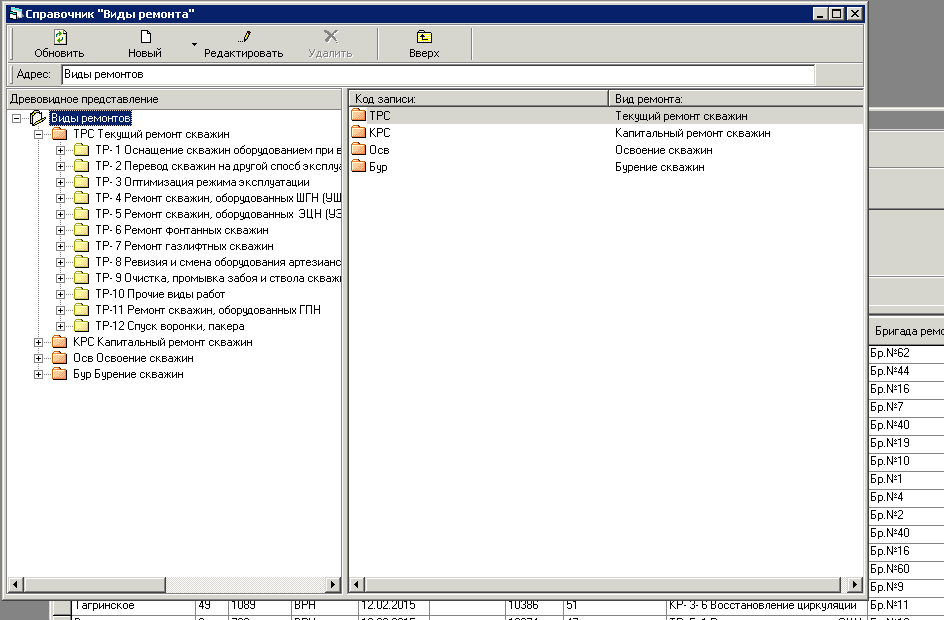 Справочник "Виды ремонта"
Обновить Новый Редактировать Удалить Вверх
Адрес: Виды ремонтов
Древовидное представление
Виды ремонтов
ТРС Текущий ремонт скважин
ТР- 1 Оснащение скважин оборудованием при в
ТР- 2 Перевод скважин на другой спосб эксплуа
ТР- 3 Оптимизация режима эксплуатации
ТР- 4 Ремонт скважин, оборудованных ШГН (УШ
ТР- 5 Ремонт скважин, оборудованных ЭЦН (УЭ
ТР- 6 Ремонт фонтанных скважин
ТР- 7 Ремонт газлифтных скважин
ТР- 8 Ревизия и смена оборудования артезианс
ТР- 9 Очистка, промывка забоя и ствола скважи
ТР-10 Прочие виды работ
ТР-11 Ремонт скважин, оборудованных ГПН
ТР-12 Спуск воронки, пакера
КРС Капитальный ремонт скважин
Осв Освоение скважин
Бур Бурение скважин
Код записи: Вид ремонта:
ТРС Текущий ремонт скважин
КРС Капитальный ремонт скважин
Осв Освоение скважин
Бур Бурение скважин
Бригада ремо
Бр.№62
Бр.№44
Бр.№16
Бр.№7
Бр.№40
Бр.№19
Бр.№10
Бр.№1
Бр.№4
Бр.№2
Бр.№40
Бр.№16
Бр.№60
Бр.№9
Тагринское 49 1089 ВРН 12.02.2015 10386 51 КР- 3- 6 Восстановление циркуляции Бр.№11